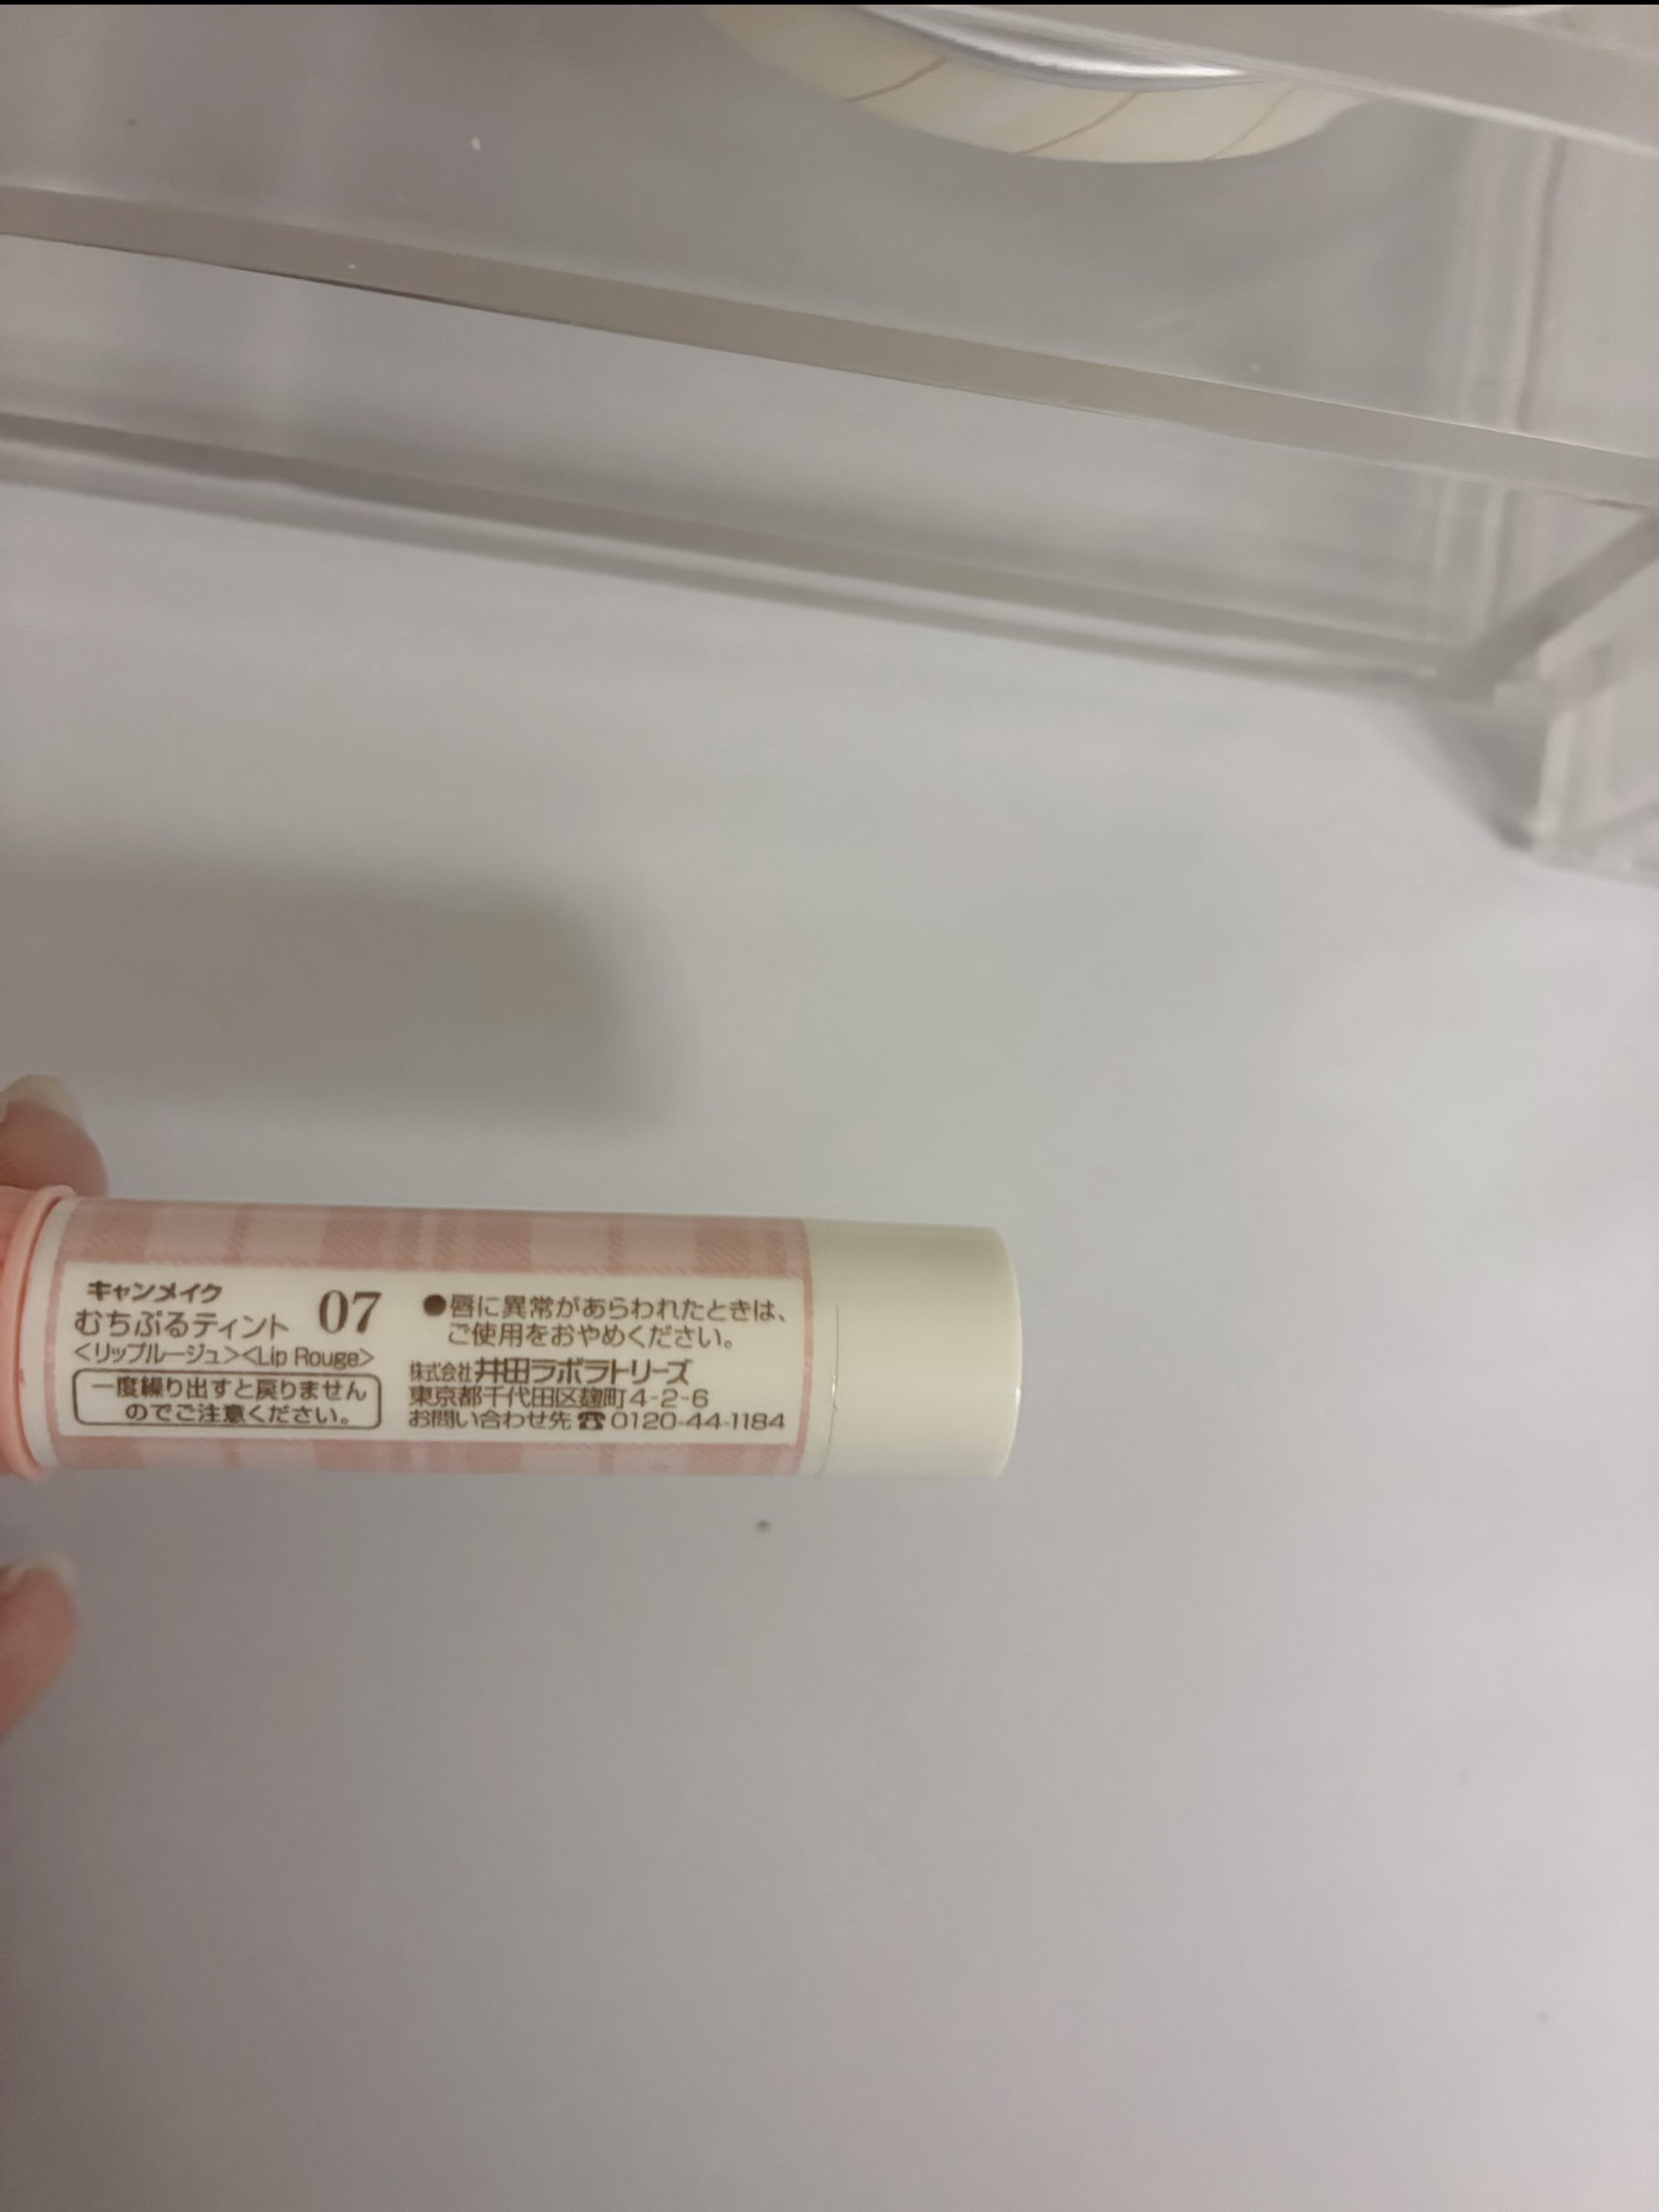 キャンメイク
むちぷるティント 07
<リップルージュ><Lip Rouge>
一度繰り出すと戻りません
のでご注意ください。
●唇に異常があらわれたときは、
ご使用をおやめください。
株式会社井田ラボラトリーズ
東京都千代田区麹町4-2-6
お問い合わせ先☎0120-44-1184